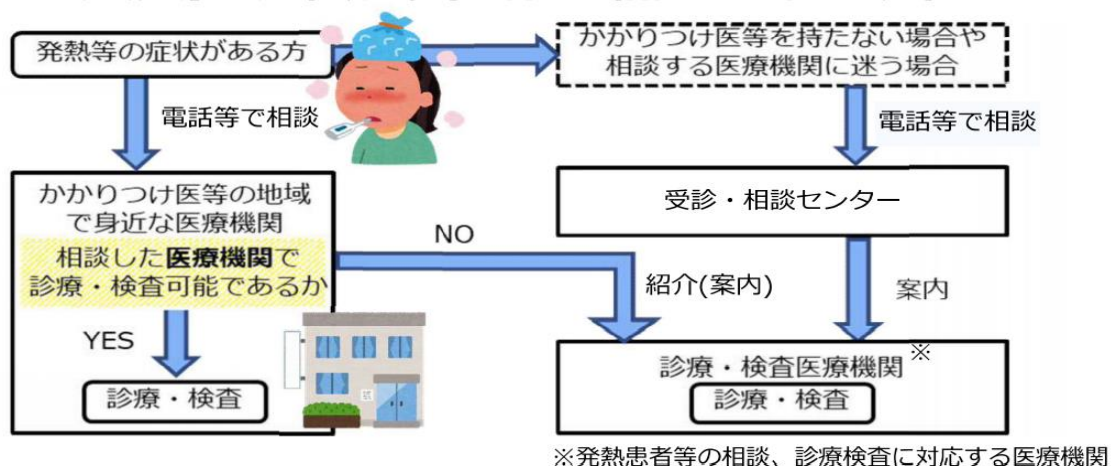 発熱等の症状がある方
かかりつけ医等を持たない場合や
相談する医療機関に迷う場合
電話等で相談
電話等で相談
かかりつけ医等の地域
で身近な医療機関
相談した医療機関で
診療・検査可能であるか
受診・相談センター
NO
紹介(案内)
案内
YES
診療・検査
診療・検査医療機関※
診療・検査
※発熱患者等の相談、診療検査に対応する医療機関